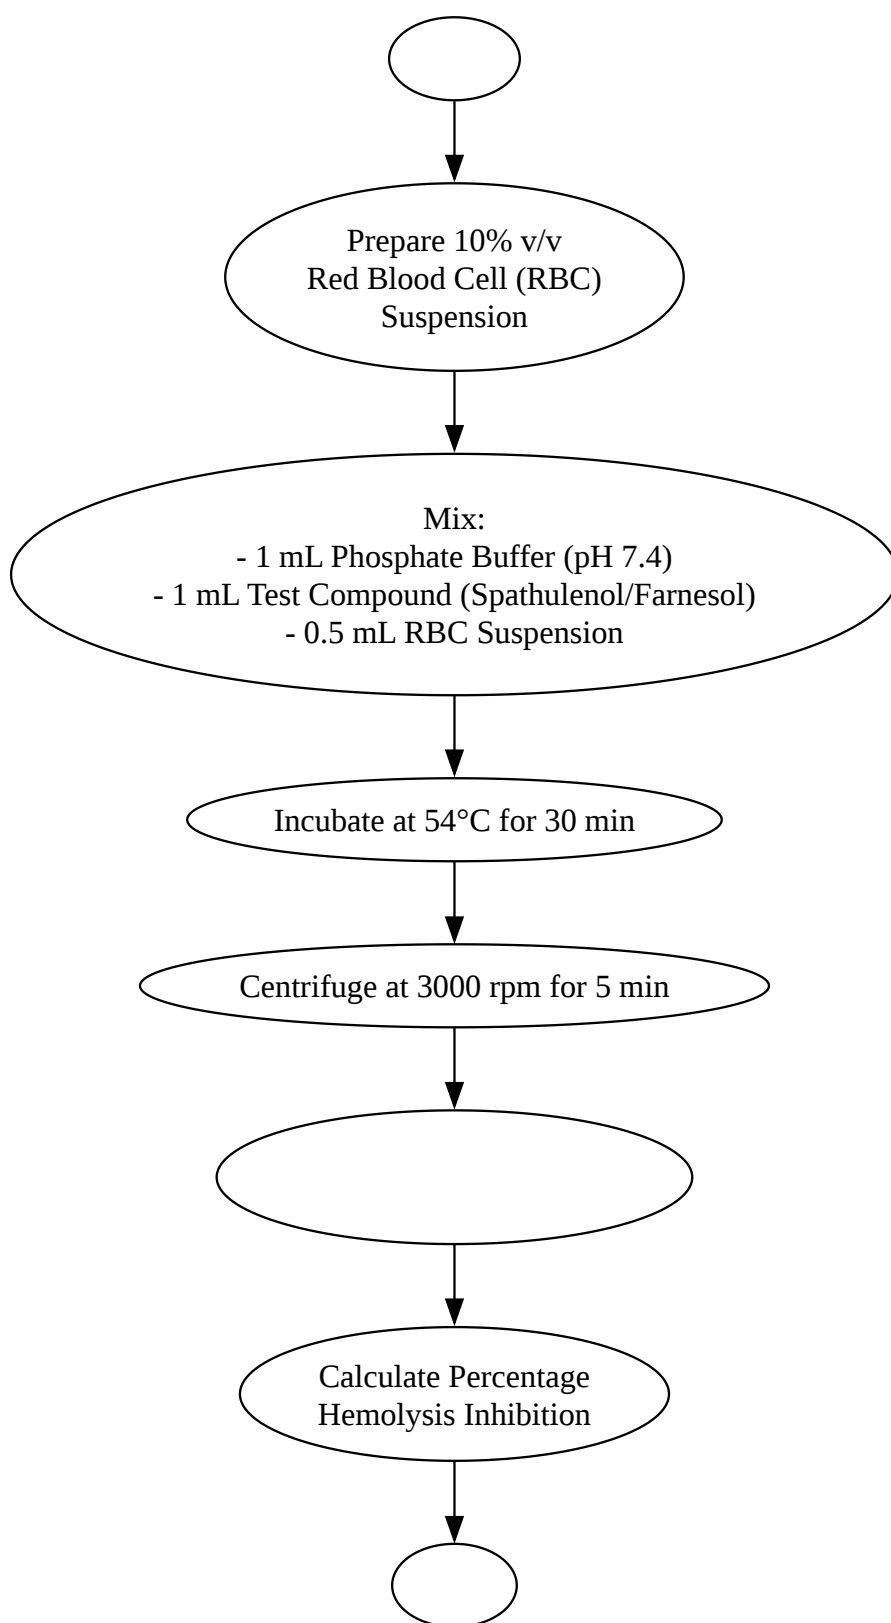 Prepare 10% v/v
Red Blood Cell (RBC)
Suspension
Mix:
- 1 mL Phosphate Buffer (pH 7.4)
- 1 mL Test Compound (Spathulenol/Farnesol)
- 0.5 mL RBC Suspension
Incubate at 54°C for 30 min
Centrifuge at 3000 rpm for 5 min
Calculate Percentage
Hemolysis Inhibition